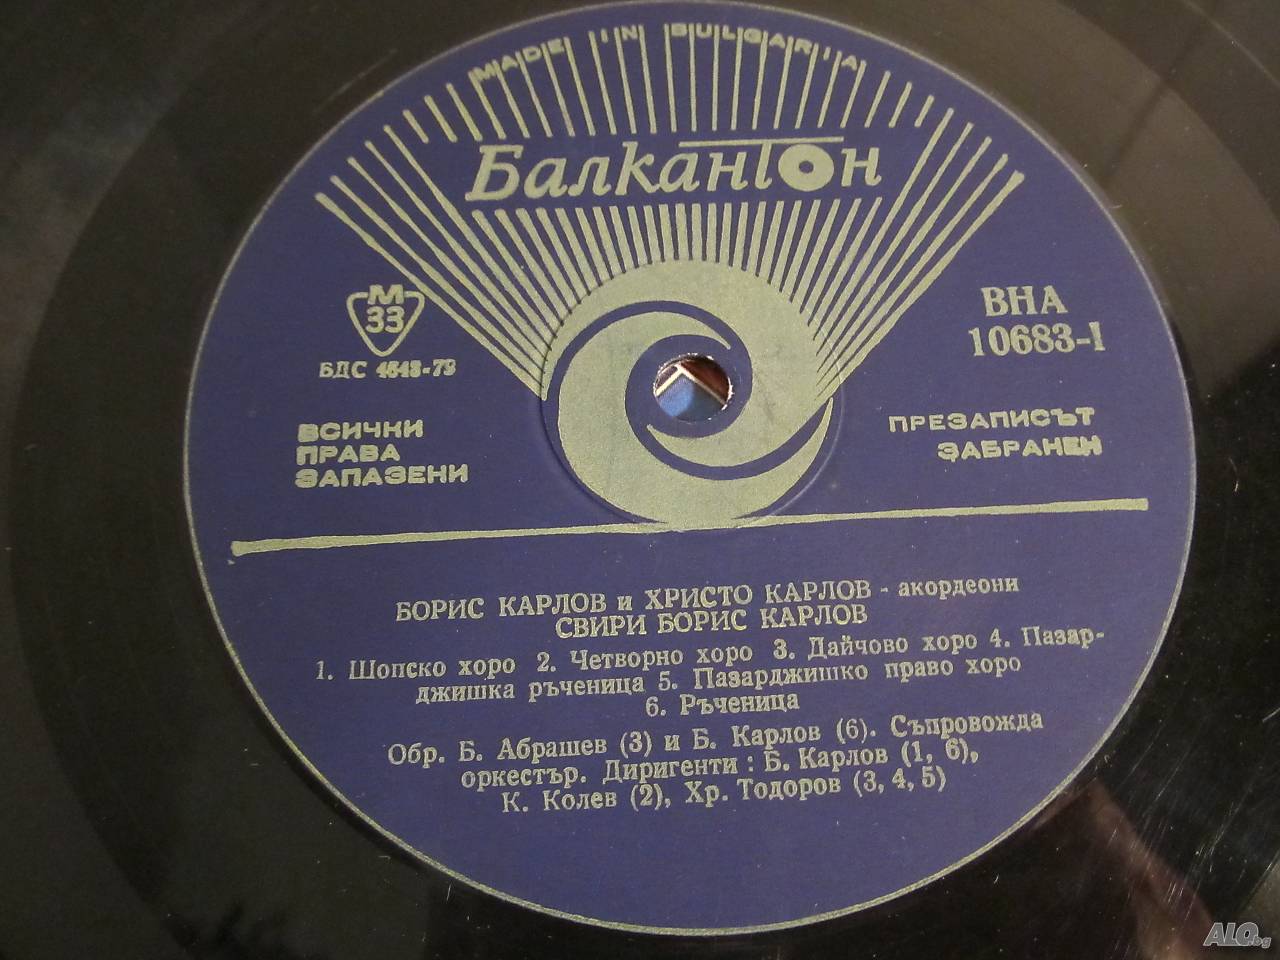 MADE IN BULGARIA
Балкантон
М
33
БДС 4643-79
ВНА
10683-I
ВСИЧКИ
ПРАВА
ЗАПАЗЕНИ
ПРЕЗАПИСЪТ
ЗАБРАНЕН
БОРИС КАРЛОВ и ХРИСТО КАРЛОВ - акордеони
СВИРИ БОРИС КАРЛОВ
1. Шопско хоро 2. Четворно хоро 3. Дайчово хоро 4. Пазар-
джишка ръченица 5. Пазарджишко право хоро
6. Ръченица
Обр. Б. Абрашев (3) и Б. Карлов (6). Съпровожда
оркестър. Диригенти : Б. Карлов (1, 6),
К. Колев (2), Хр. Тодоров (3, 4, 5)
ALO.bg